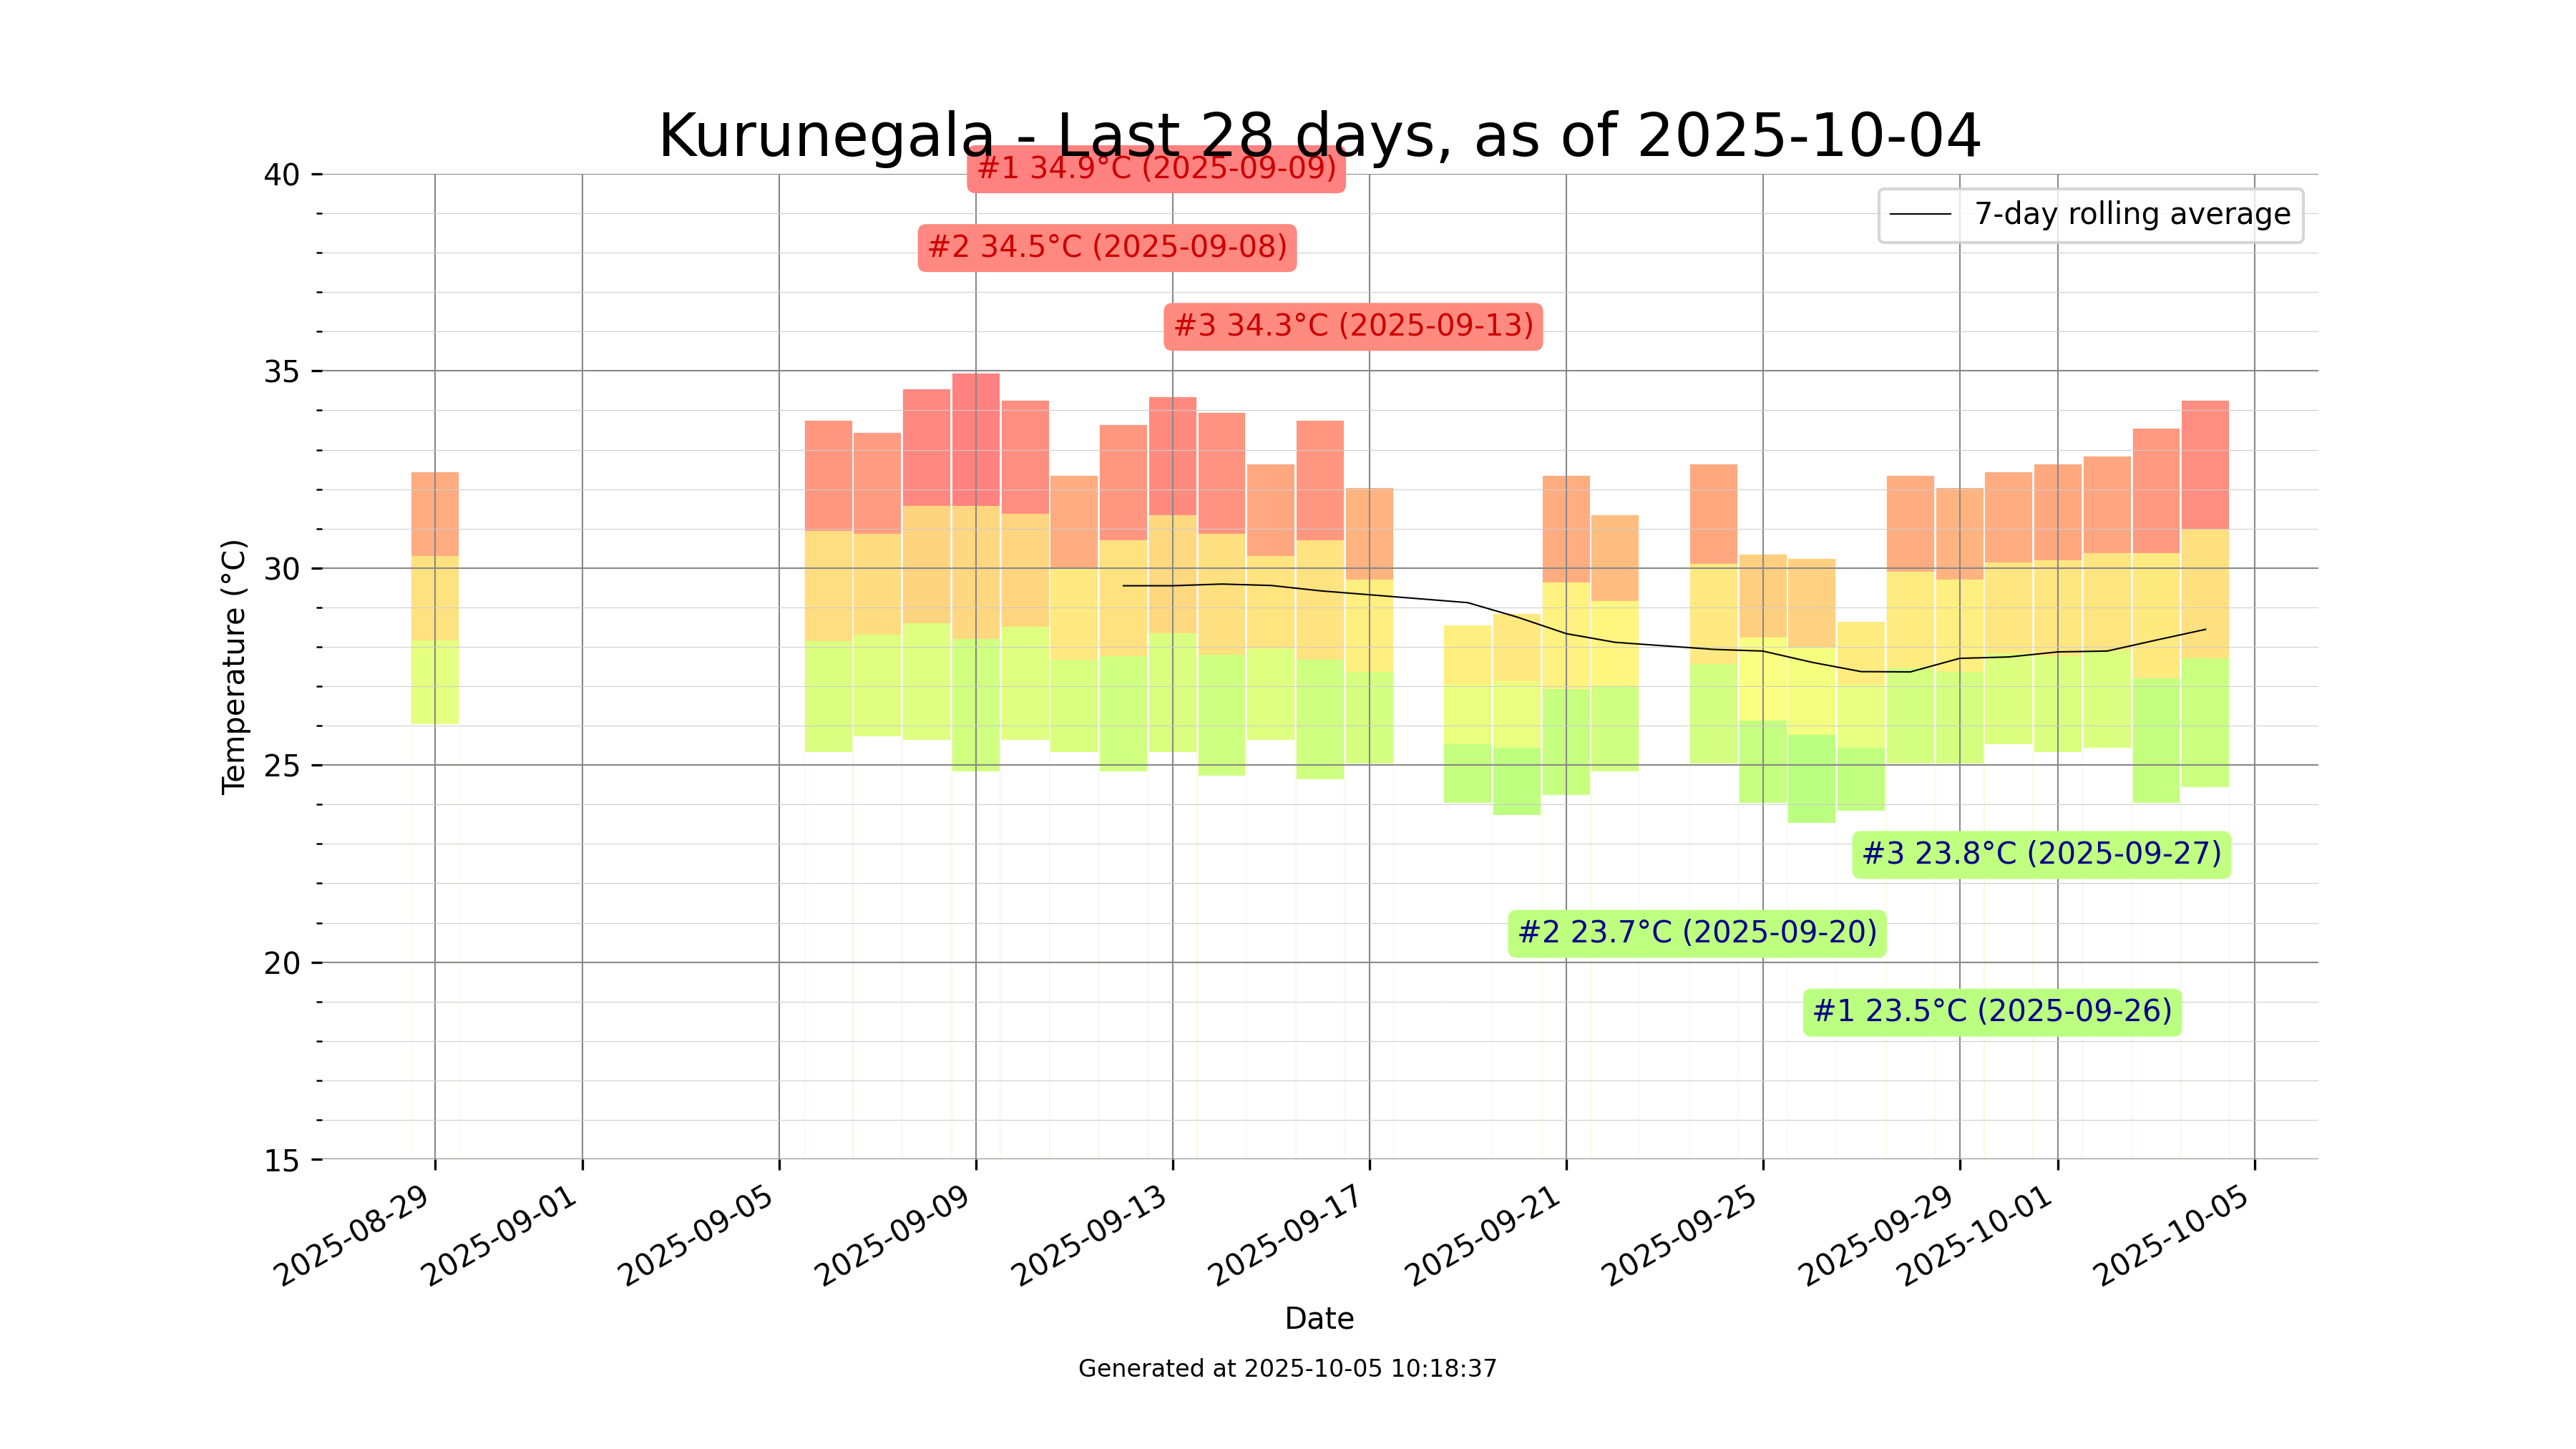 Kurunegala - Last 28 days, as of 2025-10-04
#1 34.9°C (2025-09-09)
40
7-day rolling average
#2 34.5°C (2025-09-08)
#3 34.3°C (2025-09-13)
35
30
Temperature (°C)
25
#3 23.8°C (2025-09-27)
#2 23.7°C (2025-09-20)
20
#1 23.5°C (2025-09-26)
15
2025-08-29
2025-09-01
2025-09-05
2025-09-09
2025-09-13
2025-09-17
2025-09-21
2025-09-25
2025-09-29
2025-10-01
2025-10-05
Date
Generated at 2025-10-05 10:18:37